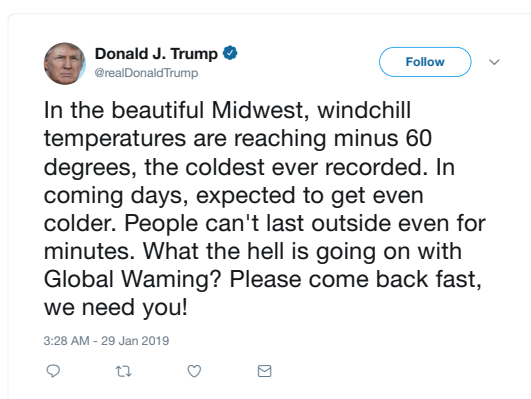 Donald J. Trump
@realDonaldTrump
Follow
In the beautiful Midwest, windchill
temperatures are reaching minus 60
degrees, the coldest ever recorded. In
coming days, expected to get even
colder. People can't last outside even for
minutes. What the hell is going on with
Global Waming? Please come back fast,
we need you!
3:28 AM - 29 Jan 2019